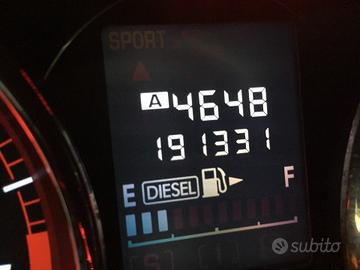 SPORT
A 4648
191331
E DIESEL F
subito